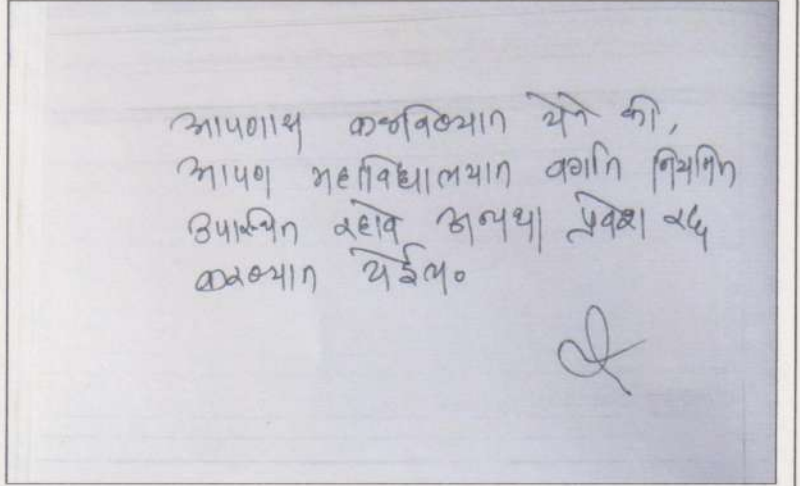 आपणास कळविण्यात येते की,
आपण महाविद्यालयात वर्गात नियमित
उपस्थित रहावे अन्यथा प्रवेश रद्द
करण्यात येईल.